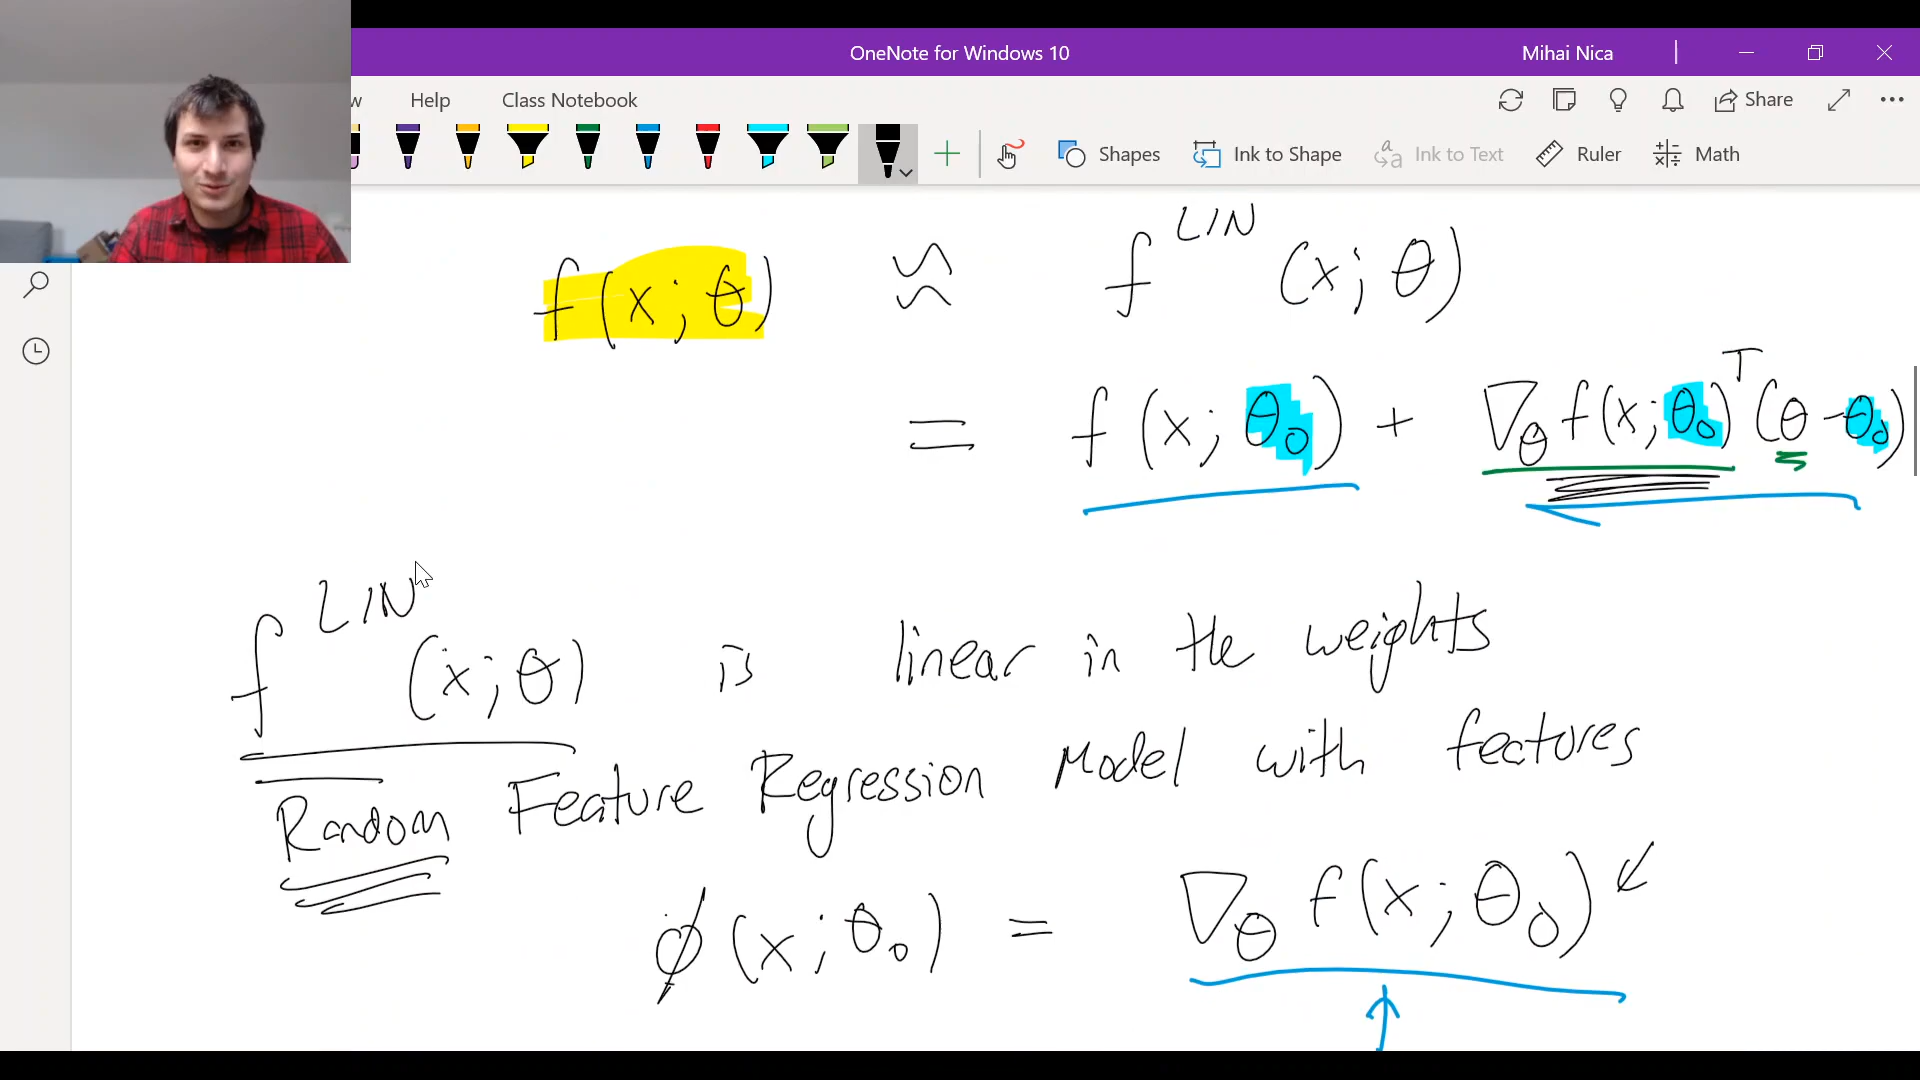 OneNote for Windows 10 Mihai Nica
w Help Class Notebook Share
Shapes Ink to Shape Ink to Text Ruler Math
f(x; θ) ≈ f^LIN (x; θ)
= f(x; θ₀) + ∇_θ f(x; θ₀)^T (θ - θ₀)
f^LIN (x; θ) is linear in the weights
Random Feature Regression Model with features
ϕ(x; θ₀) = ∇_θ f(x; θ₀)